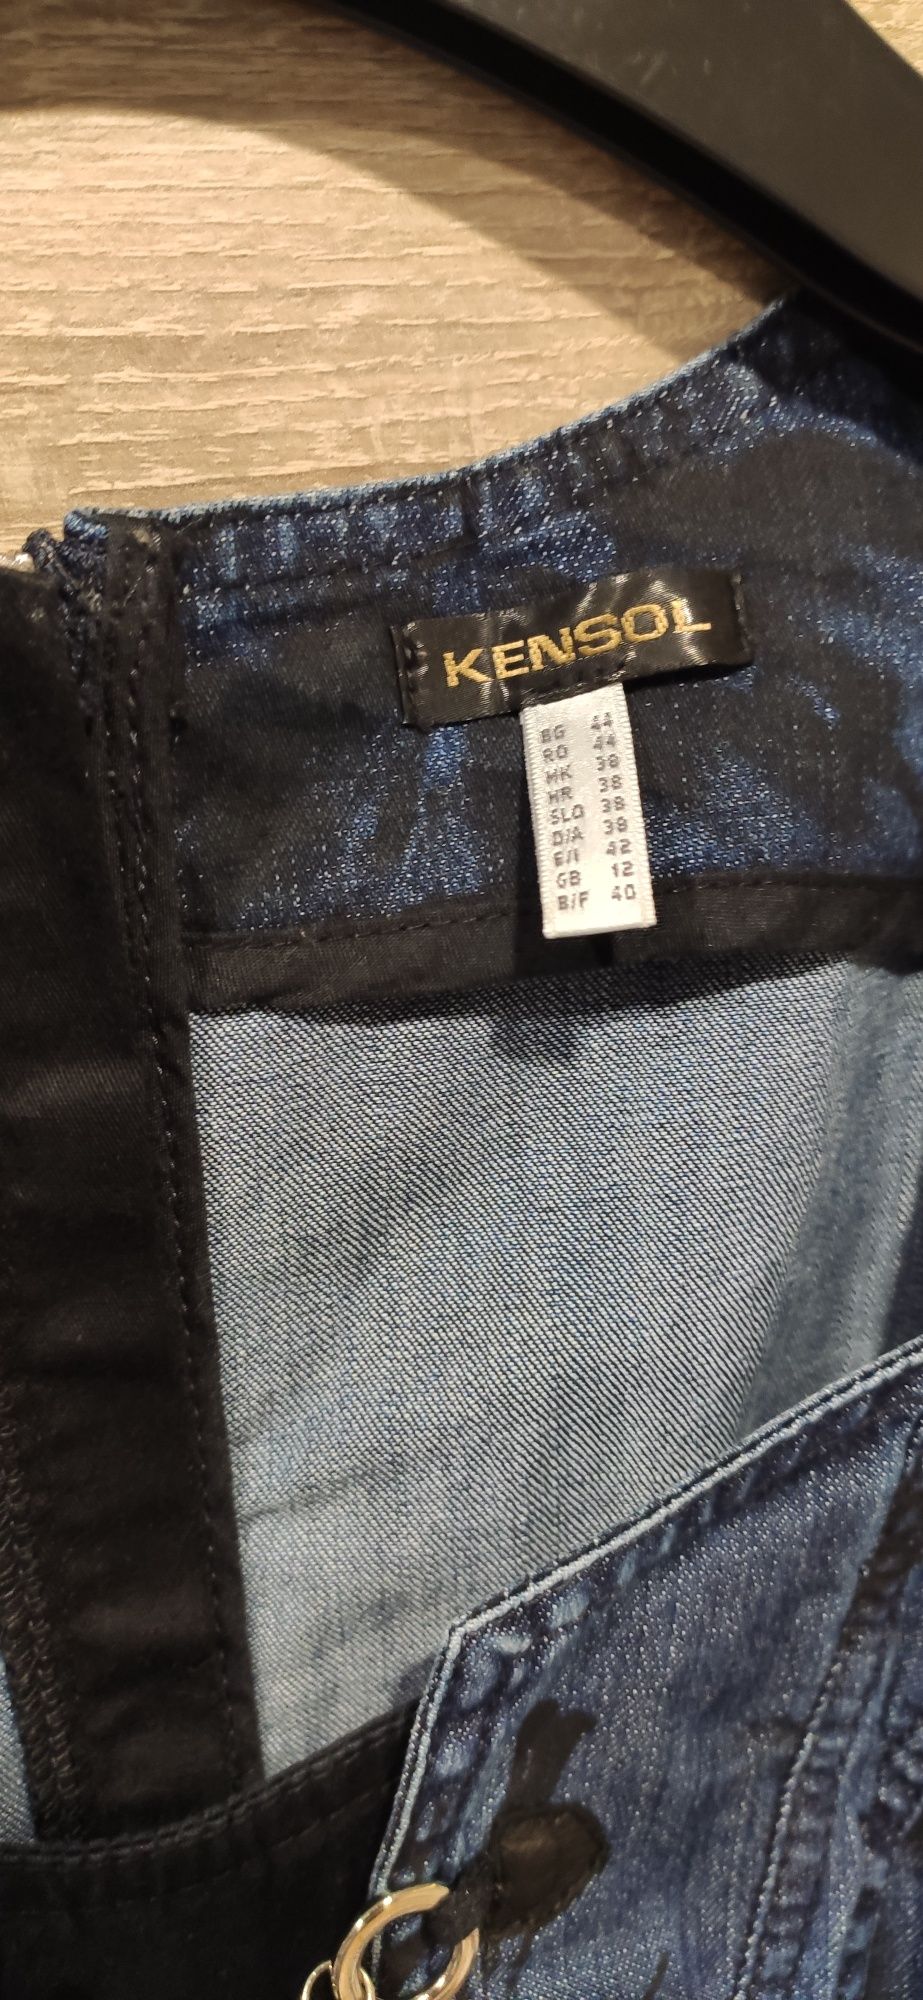 KENSOL
BG 44
RO 44
MK 38
HR 38
SLO 38
D/A 38
E/I 42
GB 12
B/F 40